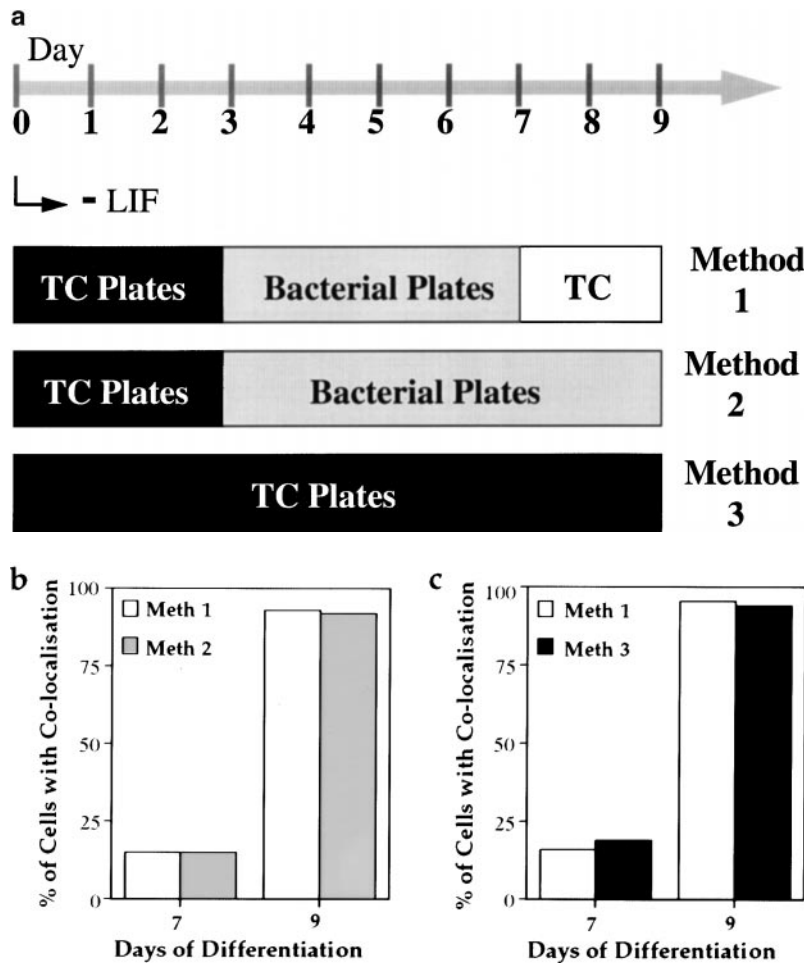 a
Day
0 1 2 3 4 5 6 7 8 9
- LIF
TC Plates Bacterial Plates TC Method 1
TC Plates Bacterial Plates Method 2
TC Plates Method 3
b
% of Cells with Co-localisation
100
75
50
25
0
Meth 1
Meth 2
7 9
Days of Differentiation
c
% of Cells with Co-localisation
100
75
50
25
0
Meth 1
Meth 3
7 9
Days of Differentiation